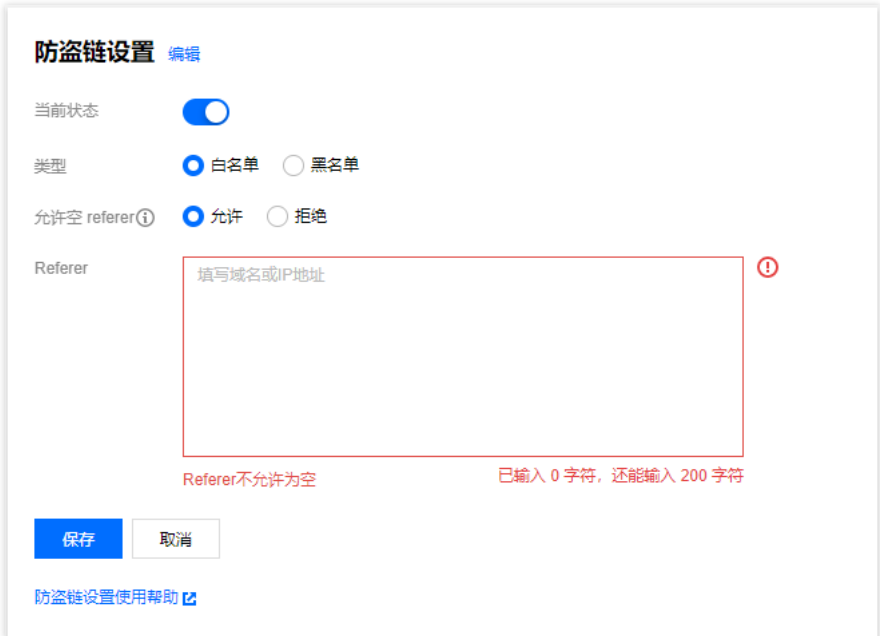 防盗链设置 编辑
当前状态
类型 白名单 黑名单
允许空 referer 允许 拒绝
Referer 填写域名或IP地址
Referer不允许为空 已输入 0 字符，还能输入 200 字符
保存 取消
防盗链设置使用帮助